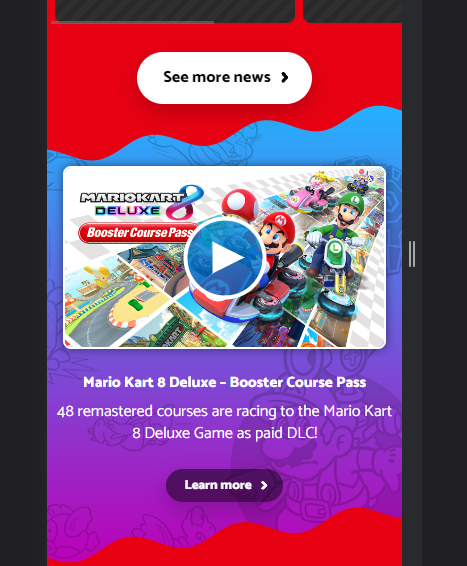 See more news
MARIOKART 8
DELUXE
Booster Course Pass
Mario Kart 8 Deluxe – Booster Course Pass
48 remastered courses are racing to the Mario Kart
8 Deluxe Game as paid DLC!
Learn more